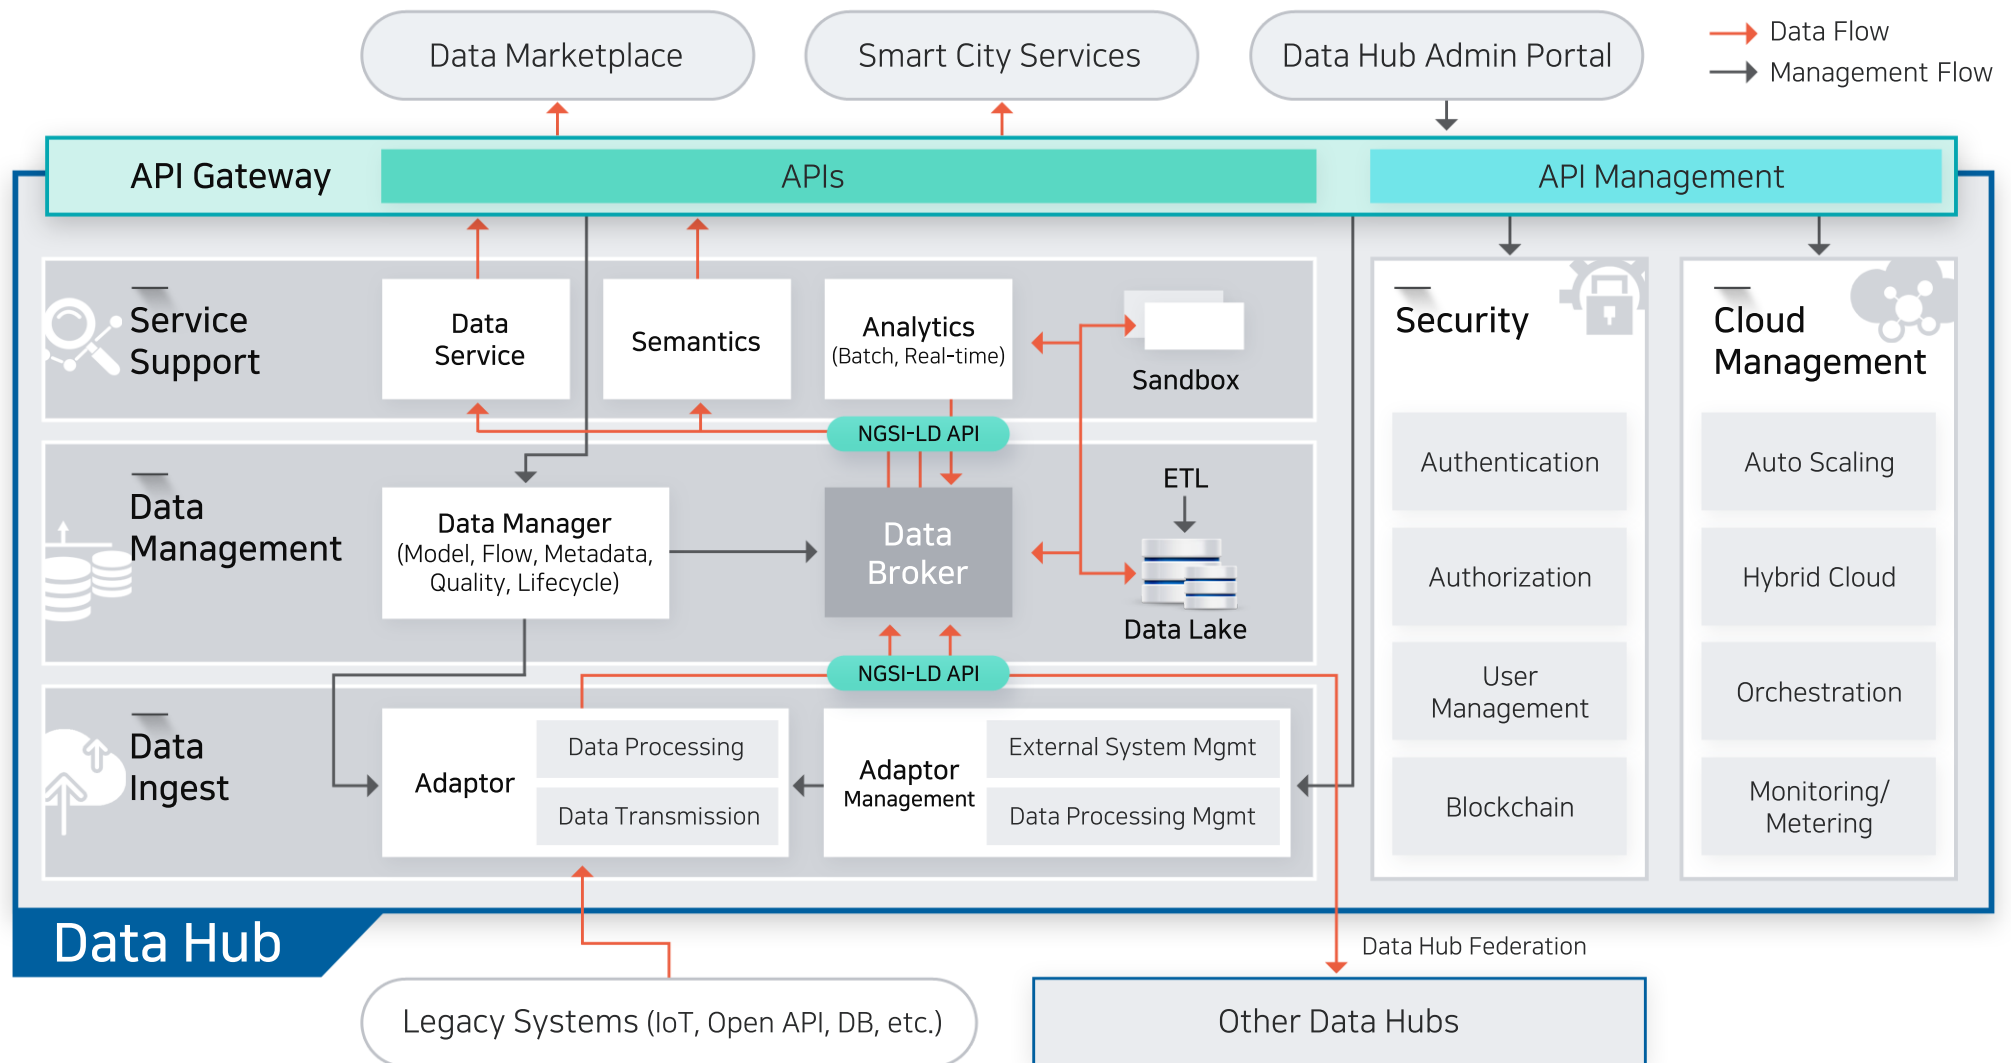 Data Marketplace
Smart City Services
Data Hub Admin Portal
Data Flow
Management Flow
API Gateway
APIs
API Management
Service
Support
Data
Service
Semantics
Analytics
(Batch, Real-time)
Sandbox
NGSI-LD API
Data
Management
Data Manager
(Model, Flow, Metadata,
Quality, Lifecycle)
Data
Broker
ETL
Data Lake
NGSI-LD API
Data
Ingest
Adaptor
Data Processing
Data Transmission
Adaptor
Management
External System Mgmt
Data Processing Mgmt
Security
Authentication
Authorization
User
Management
Blockchain
Cloud
Management
Auto Scaling
Hybrid Cloud
Orchestration
Monitoring/
Metering
Data Hub
Data Hub Federation
Legacy Systems (IoT, Open API, DB, etc.)
Other Data Hubs